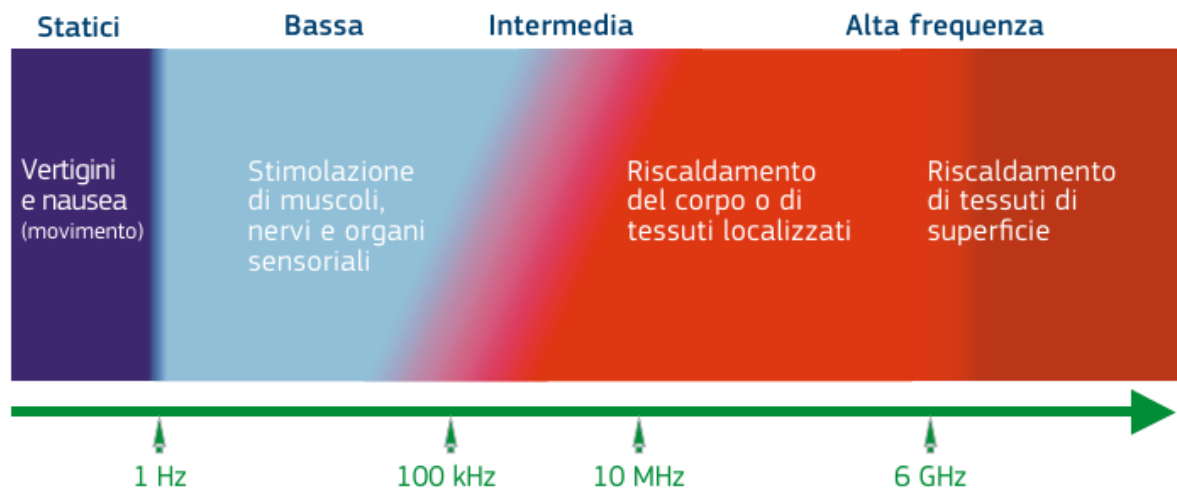 Statici
Bassa
Intermedia
Alta frequenza
Vertigini
e nausea
(movimento)
Stimolazione
di muscoli,
nervi e organi
sensoriali
Riscaldamento
del corpo o di
tessuti localizzati
Riscaldamento
di tessuti di
superficie
1 Hz
100 kHz
10 MHz
6 GHz